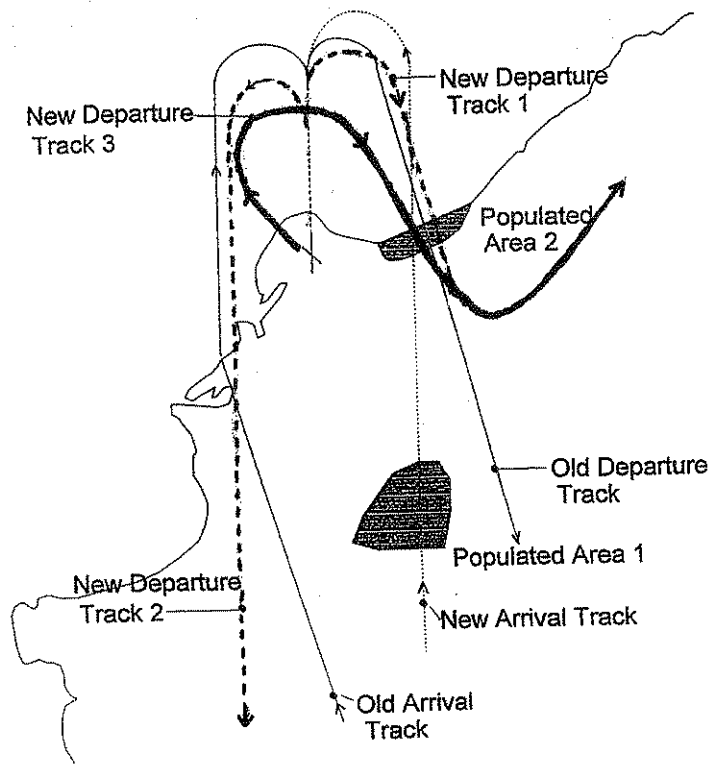 New Departure
Track 1
New Departure
Track 3
Populated
Area 2
Old Departure
Track
Populated Area 1
New Departure
Track 2
New Arrival Track
Old Arrival
Track